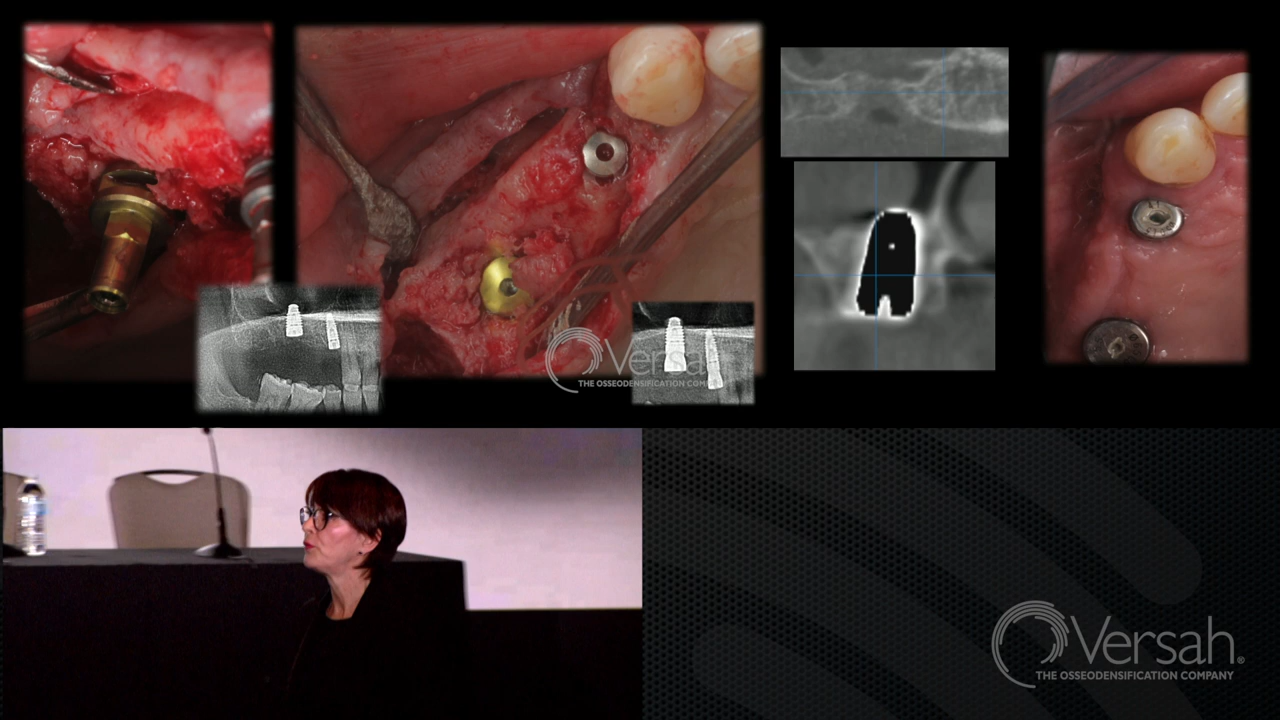 Versah
THE OSSEODENSIFICATION COMPANY
Versah®
THE OSSEODENSIFICATION COMPANY